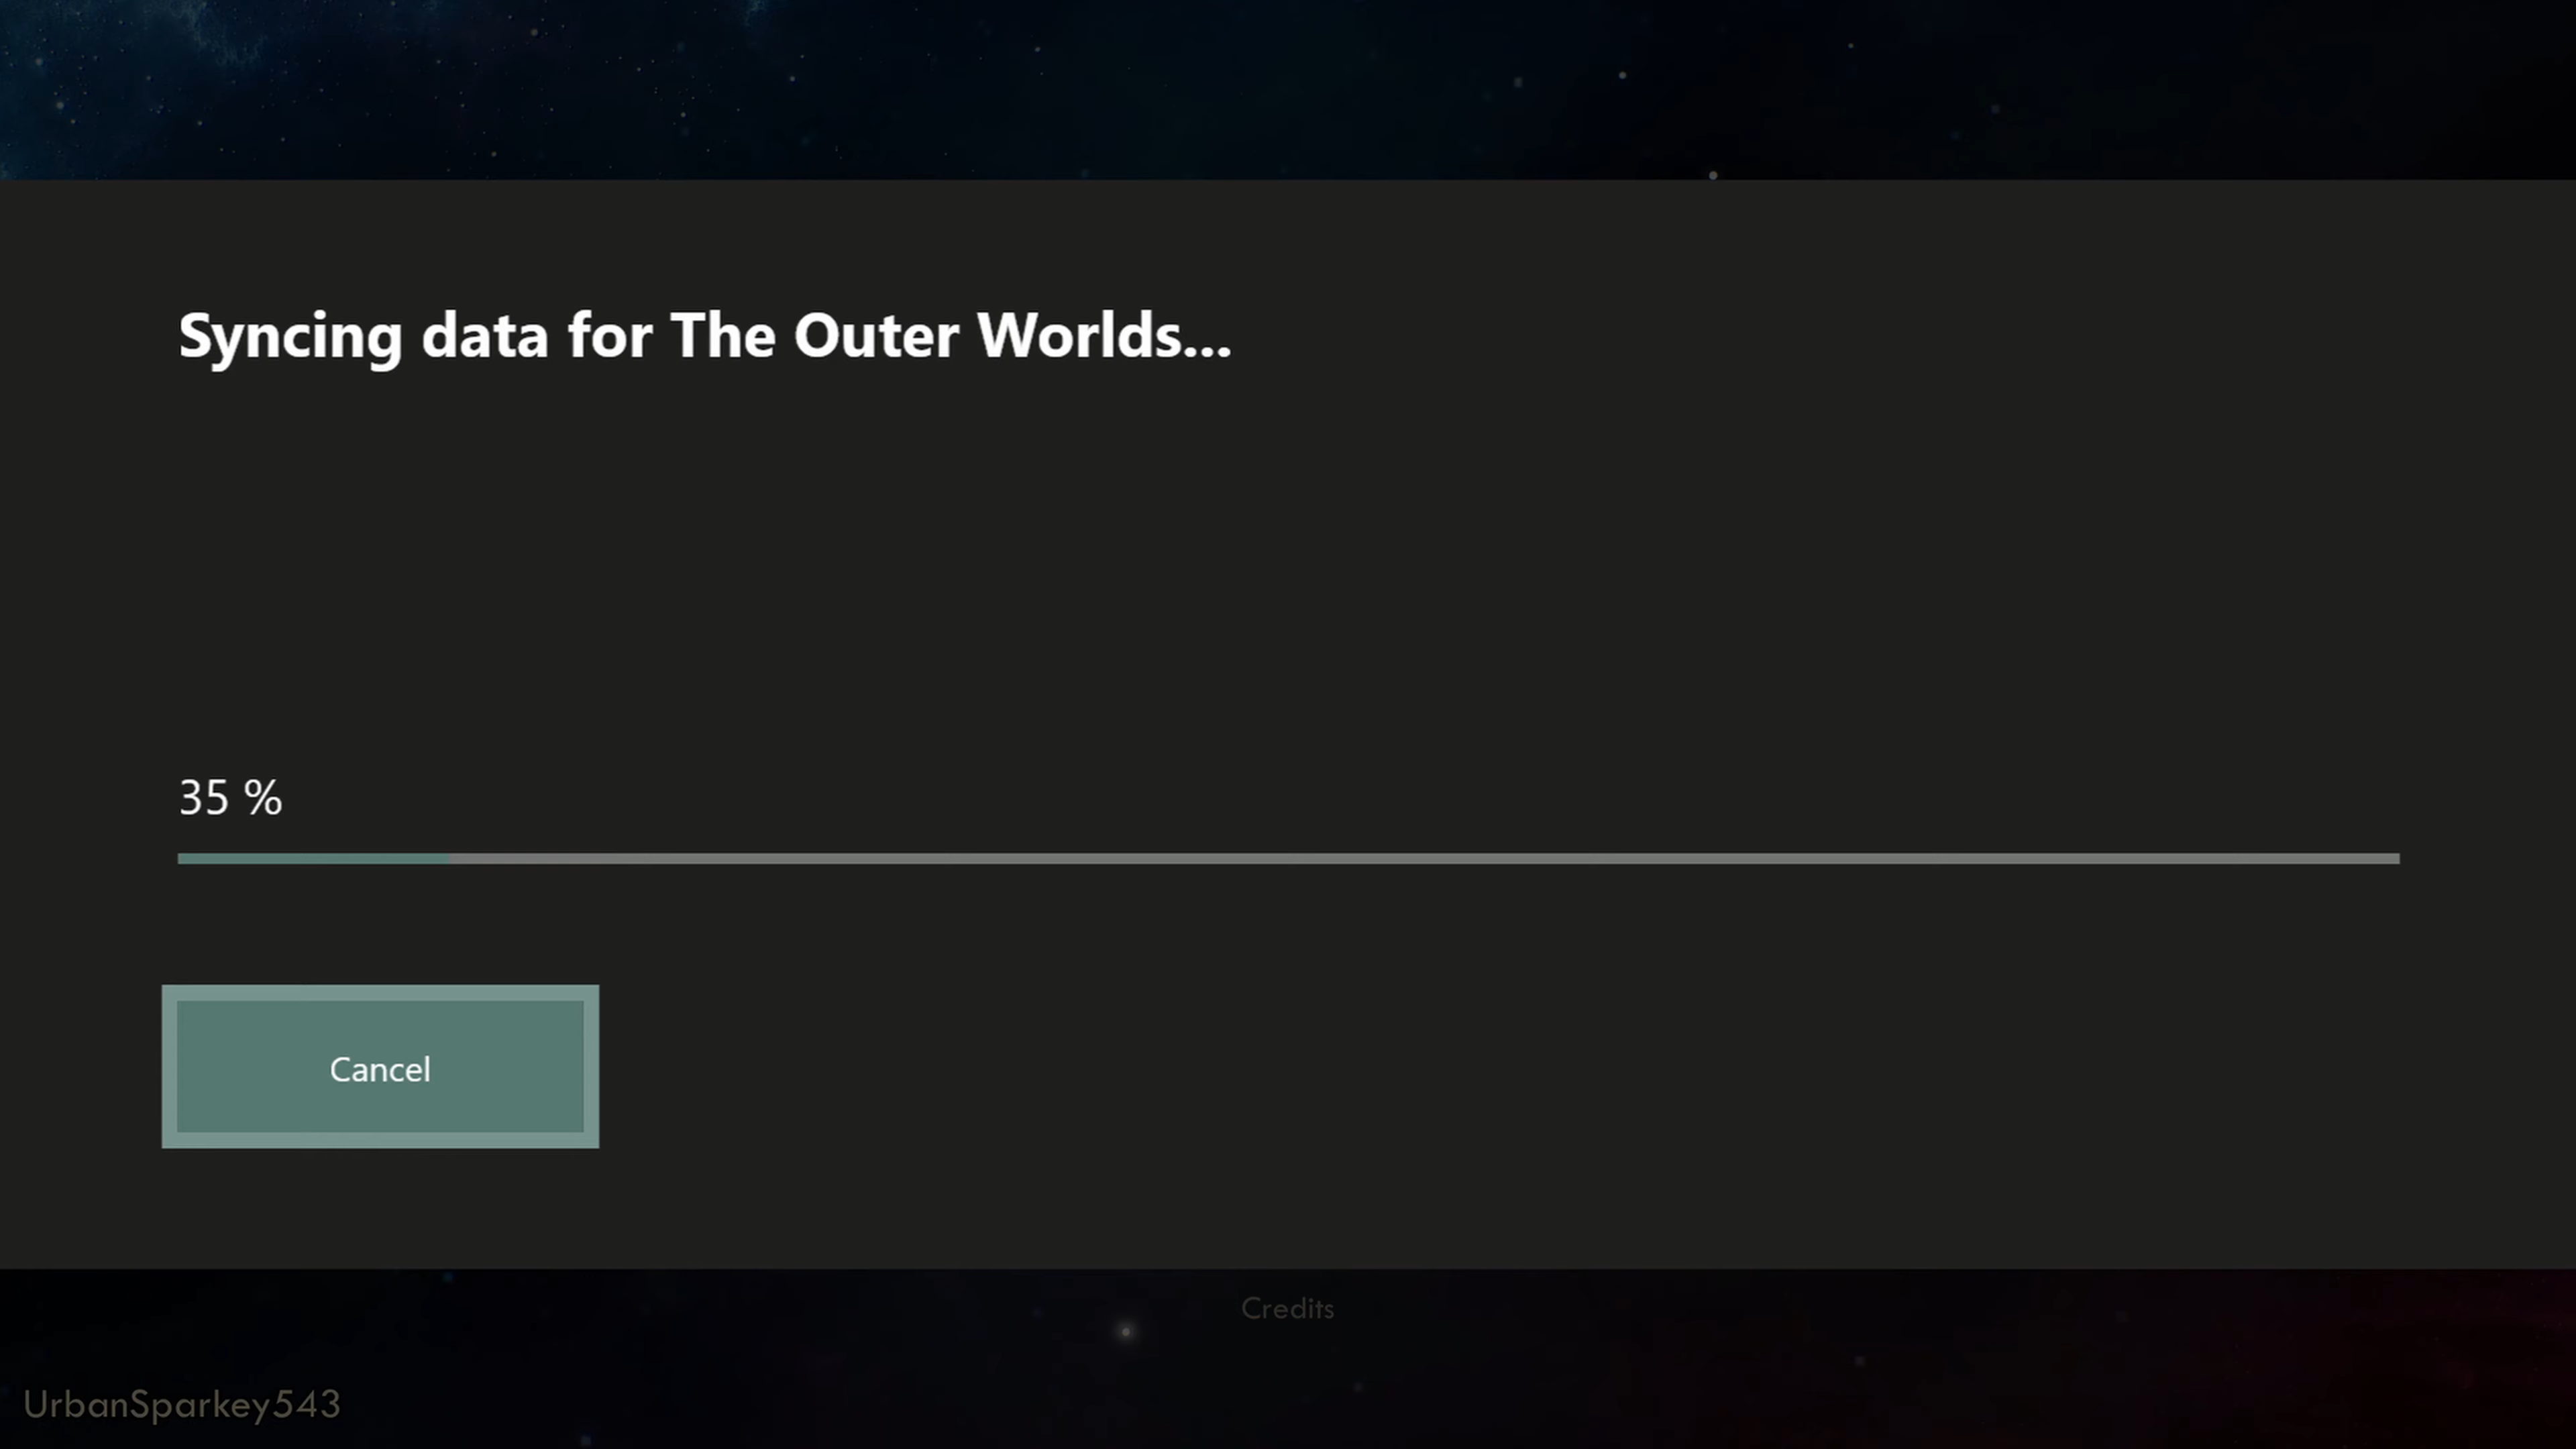 Syncing data for The Outer Worlds...
35 %
Cancel
Credits
UrbanSparkey543